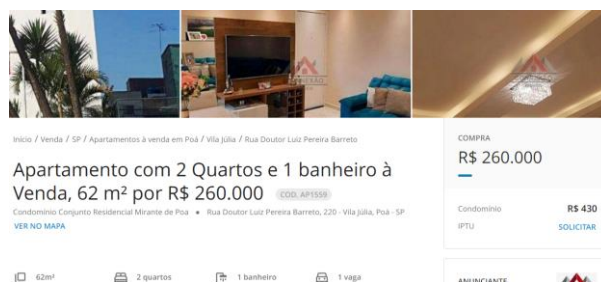 Início / Venda / SP / Apartamentos à venda em Poá / Vila Júlia / Rua Doutor Luiz Pereira Barreto
Apartamento com 2 Quartos e 1 banheiro à
Venda, 62 m² por R$ 260.000 COD. AP1559
Condomínio Conjunto Residencial Mirante de Poa • Rua Doutor Luiz Pereira Barreto, 220 - Vila Júlia, Poá - SP
VER NO MAPA
62m² 2 quartos 1 banheiro 1 vaga
COMPRA
R$ 260.000
Condomínio R$ 430
IPTU SOLICITAR
ANUNCIANTE